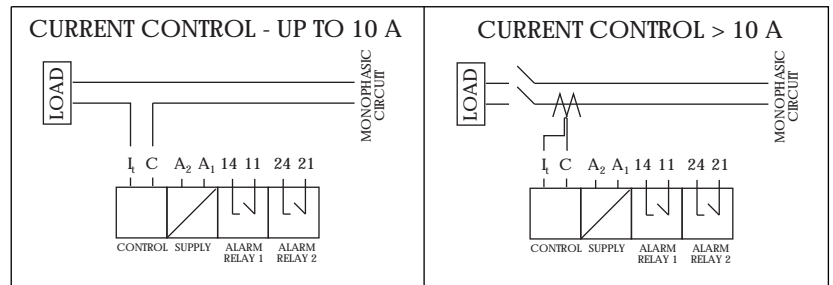 CURRENT CONTROL - UP TO 10 A
LOAD
MONOPHASIC
CIRCUIT
It C A2 A1 14 11 24 21
CONTROL SUPPLY ALARM RELAY 1 ALARM RELAY 2
CURRENT CONTROL > 10 A
LOAD
MONOPHASIC
CIRCUIT
It C A2 A1 14 11 24 21
CONTROL SUPPLY ALARM RELAY 1 ALARM RELAY 2